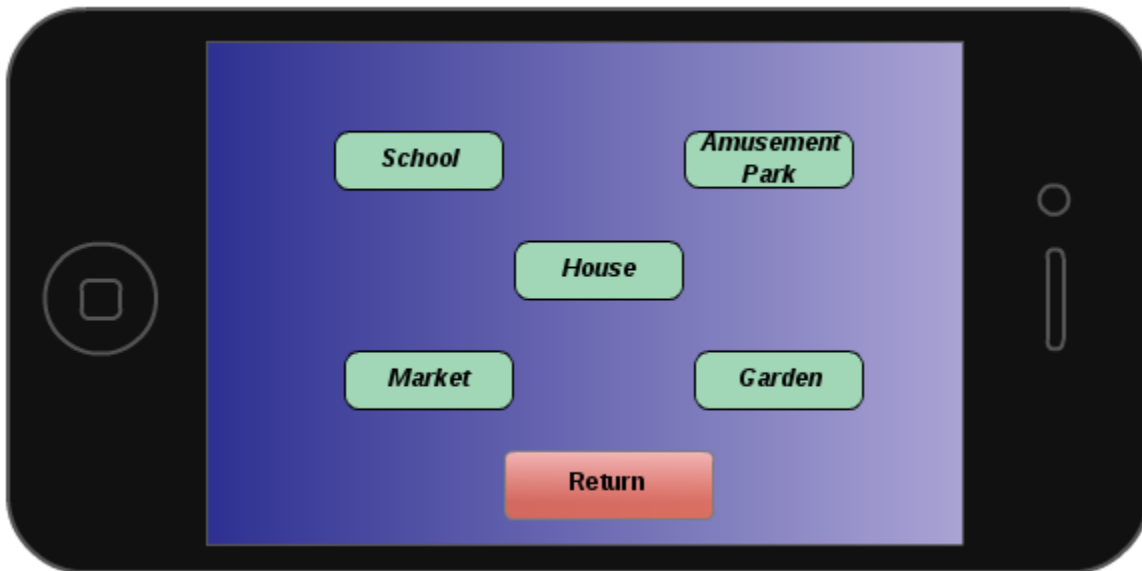 School
Amusement
Park
House
Market
Garden
Return